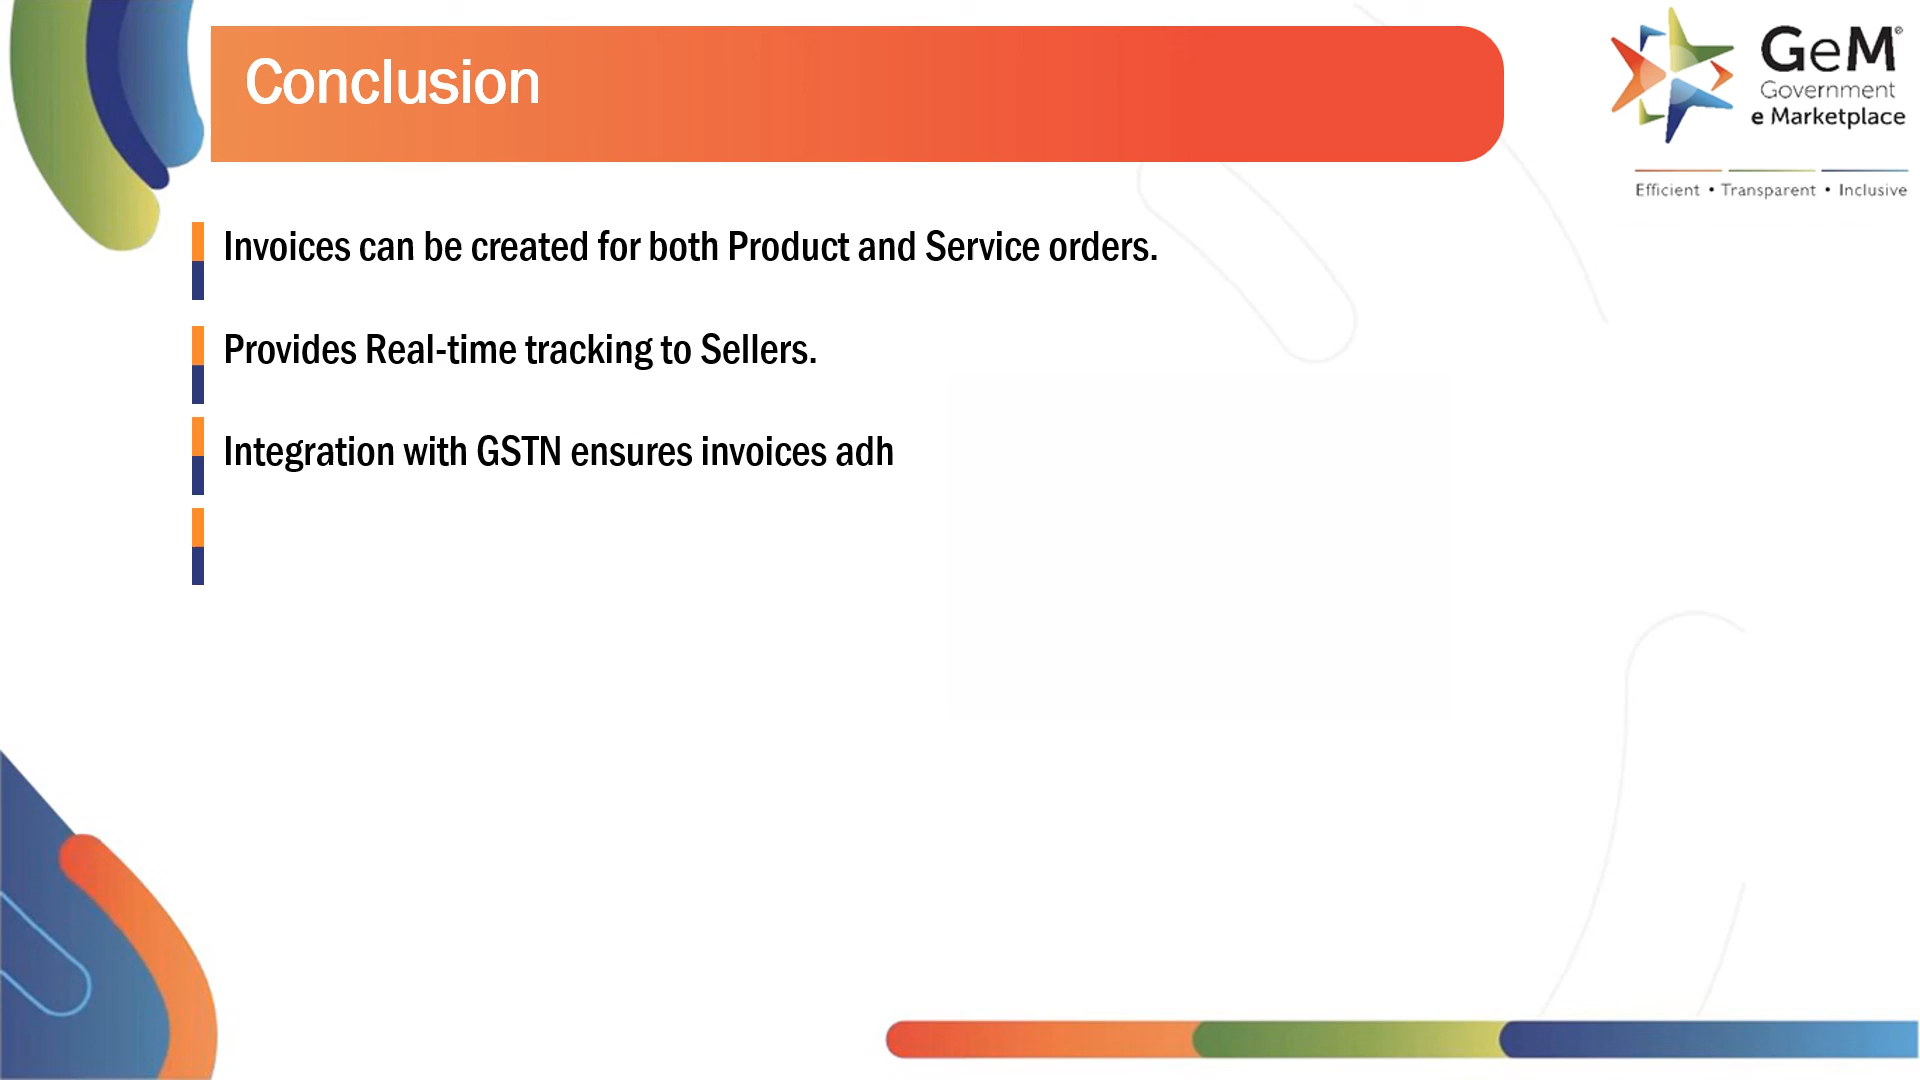 Conclusion
GeM®
Government
e Marketplace
Efficient • Transparent • Inclusive
Invoices can be created for both Product and Service orders.
Provides Real-time tracking to Sellers.
Integration with GSTN ensures invoices adh